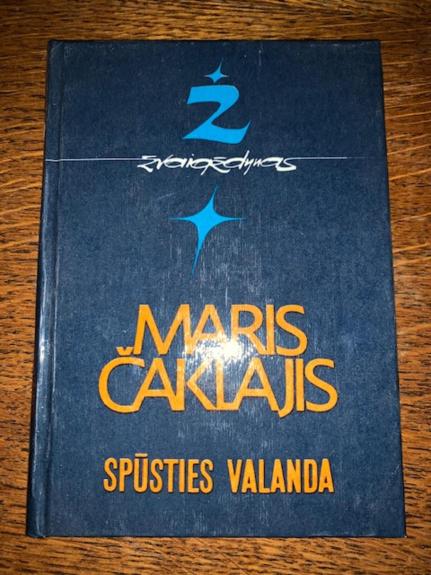 Ž
žvaigždynas
MARIS
ČAKLAJIS
SPŪSTIES VALANDA